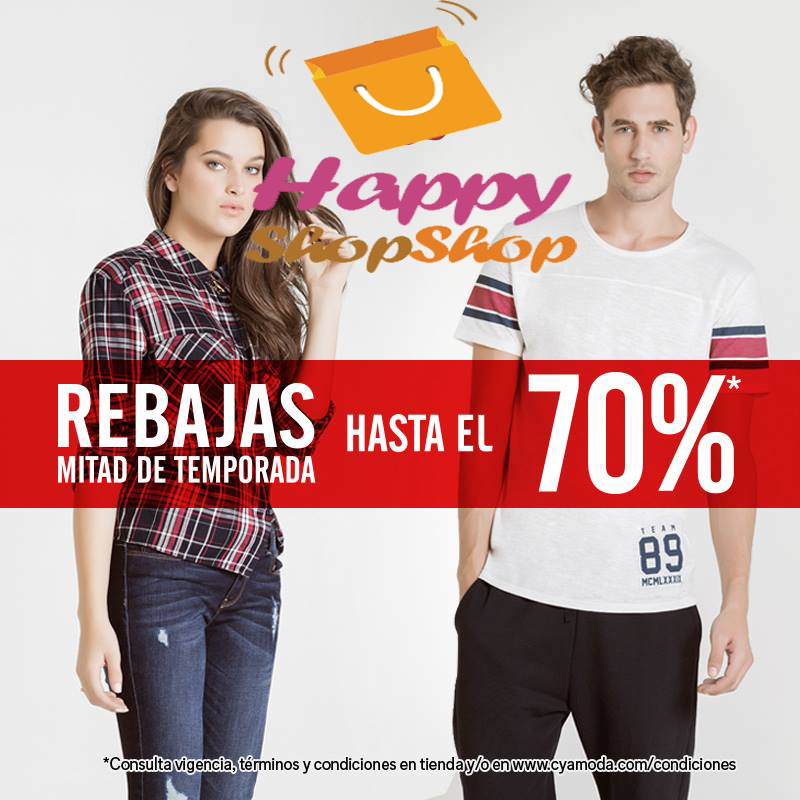 Happy
ShopShop
REBAJAS
MITAD DE TEMPORADA
HASTA EL
70%*
TEAM
89
MCMLXXXIX
*Consulta vigencia, términos y condiciones en tienda y/o en www.cyamoda.com/condiciones